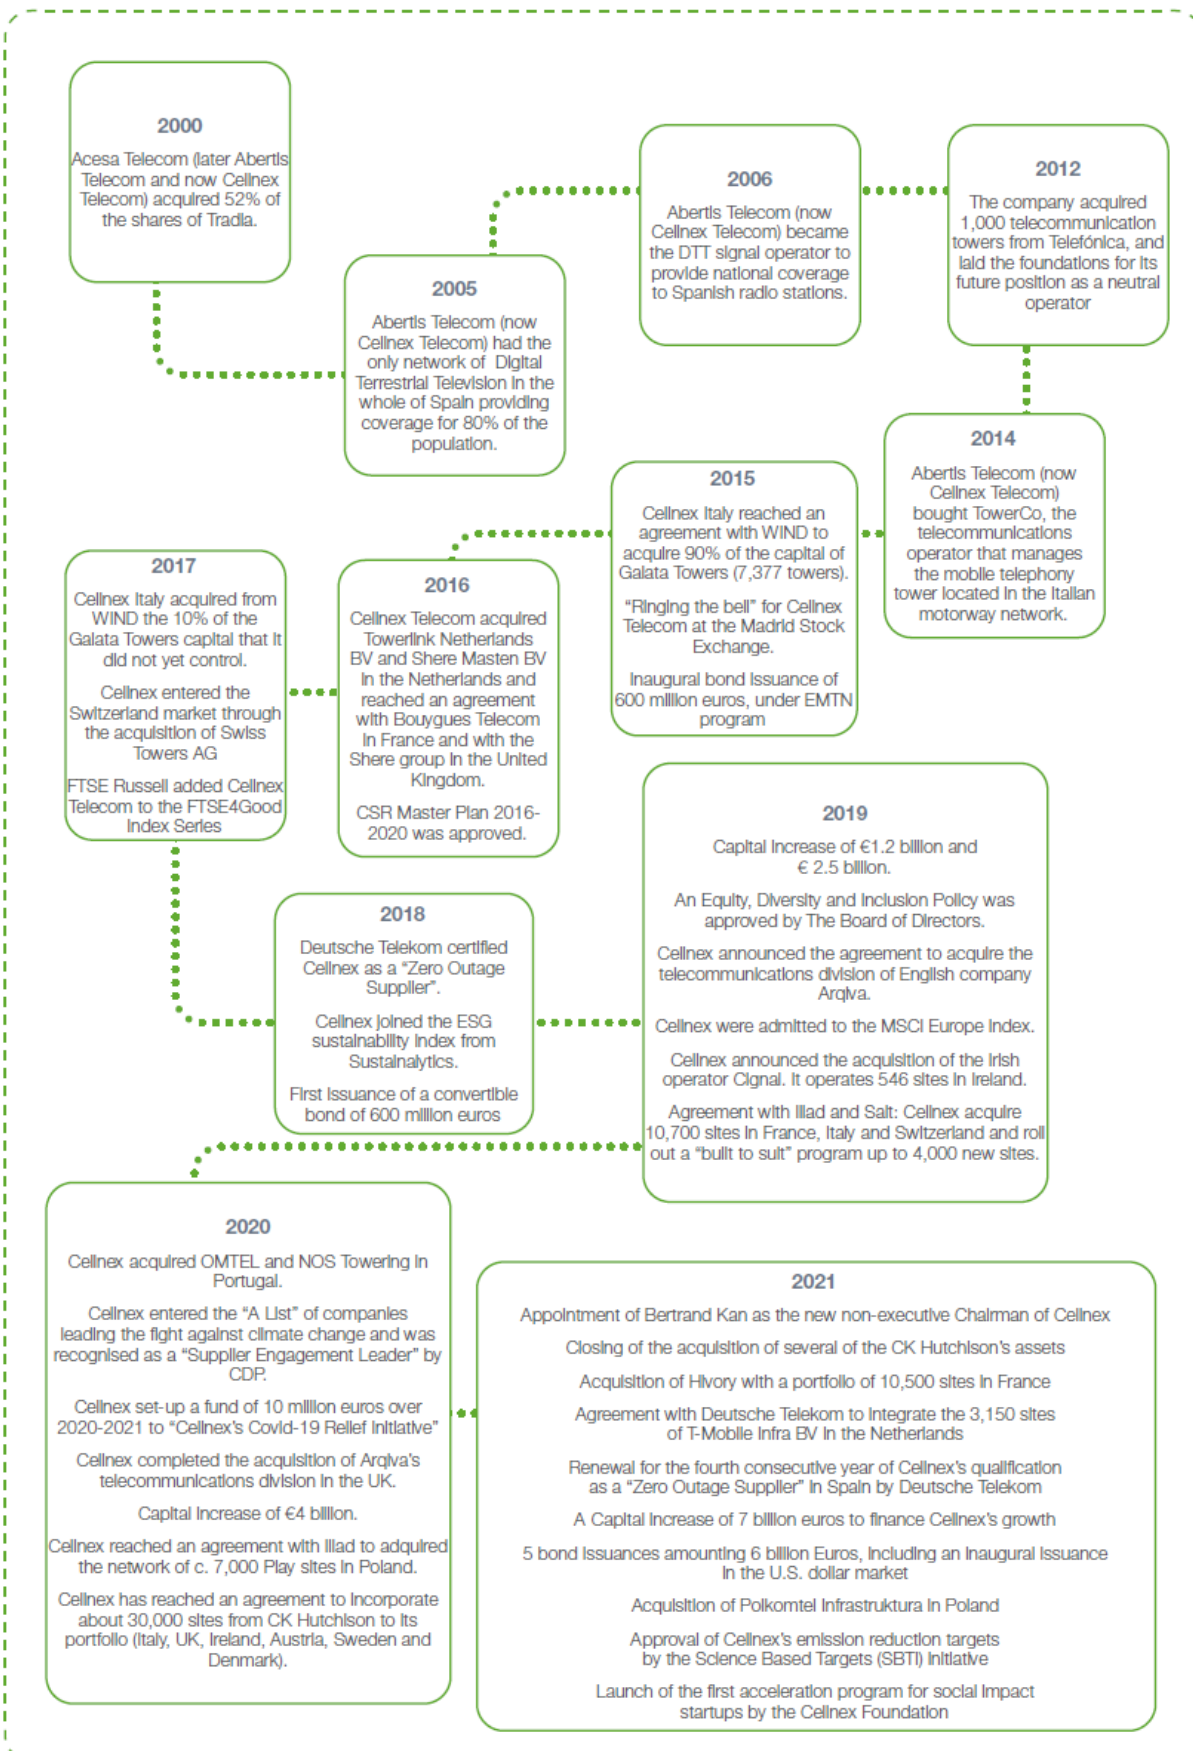 2000
Acesa Telecom (later Abertis
Telecom and now Cellnex
Telecom) acquired 52% of
the shares of Tradia.
2005
Abertis Telecom (now
Cellnex Telecom) had the
only network of Digital
Terrestrial Television in the
whole of Spain providing
coverage for 80% of the
population.
2006
Abertis Telecom (now
Cellnex Telecom) became
the DTT signal operator to
provide national coverage
to Spanish radio stations.
2012
The company acquired
1,000 telecommunication
towers from Telefónica, and
laid the foundations for its
future position as a neutral
operator
2014
Abertis Telecom (now
Cellnex Telecom)
bought TowerCo, the
telecommunications
operator that manages
the mobile telephony
tower located in the Italian
motorway network.
2015
Cellnex Italy reached an
agreement with WIND to
acquire 90% of the capital of
Galata Towers (7,377 towers).
“Ringing the bell” for Cellnex
Telecom at the Madrid Stock
Exchange.
Inaugural bond issuance of
600 million euros, under EMTN
program
2016
Cellnex Telecom acquired
Towerlink Netherlands
BV and Shere Masten BV
in the Netherlands and
reached an agreement
with Bouygues Telecom
in France and with the
Shere group in the United
Kingdom.
CSR Master Plan 2016-
2020 was approved.
2017
Cellnex Italy acquired from
WIND the 10% of the
Galata Towers capital that it
did not yet control.
Cellnex entered the
Switzerland market through
the acquisition of Swiss
Towers AG
FTSE Russell added Cellnex
Telecom to the FTSE4Good
Index Series
2018
Deutsche Telekom certified
Cellnex as a “Zero Outage
Supplier”.
Cellnex joined the ESG
sustainability index from
Sustainalytics.
First issuance of a convertible
bond of 600 million euros
2019
Capital increase of €1.2 billion and
€ 2.5 billion.
An Equity, Diversity and Inclusion Policy was
approved by The Board of Directors.
Cellnex announced the agreement to acquire the
telecommunications division of English company
Arqiva.
Cellnex were admitted to the MSCI Europe Index.
Cellnex announced the acquisition of the Irish
operator Cignal. It operates 546 sites in Ireland.
Agreement with Iliad and Salt: Cellnex acquire
10,700 sites in France, Italy and Switzerland and roll
out a “built to suit” program up to 4,000 new sites.
2020
Cellnex acquired OMTEL and NOS Towering in
Portugal.
Cellnex entered the “A List” of companies
leading the fight against climate change and was
recognised as a “Supplier Engagement Leader” by
CDP.
Cellnex set-up a fund of 10 million euros over
2020-2021 to “Cellnex’s Covid-19 Relief Initiative”
Cellnex completed the acquisition of Arqiva’s
telecommunications division in the UK.
Capital increase of €4 billion.
Cellnex reached an agreement with Iliad to adquired
the network of c. 7,000 Play sites in Poland.
Cellnex has reached an agreement to incorporate
about 30,000 sites from CK Hutchison to its
portfolio (Italy, UK, Ireland, Austria, Sweden and
Denmark).
2021
Appointment of Bertrand Kan as the new non-executive Chairman of Cellnex
Closing of the acquisition of several of the CK Hutchison’s assets
Acquisition of Hivory with a portfolio of 10,500 sites in France
Agreement with Deutsche Telekom to integrate the 3,150 sites
of T-Mobile Infra BV in the Netherlands
Renewal for the fourth consecutive year of Cellnex’s qualification
as a “Zero Outage Supplier” in Spain by Deutsche Telekom
A Capital increase of 7 billion euros to finance Cellnex’s growth
5 bond issuances amounting 6 billion Euros, including an inaugural issuance
in the U.S. dollar market
Acquisition of Polkomtel Infrastruktura in Poland
Approval of Cellnex’s emission reduction targets
by the Science Based Targets (SBTI) initiative
Launch of the first acceleration program for social impact
startups by the Cellnex Foundation